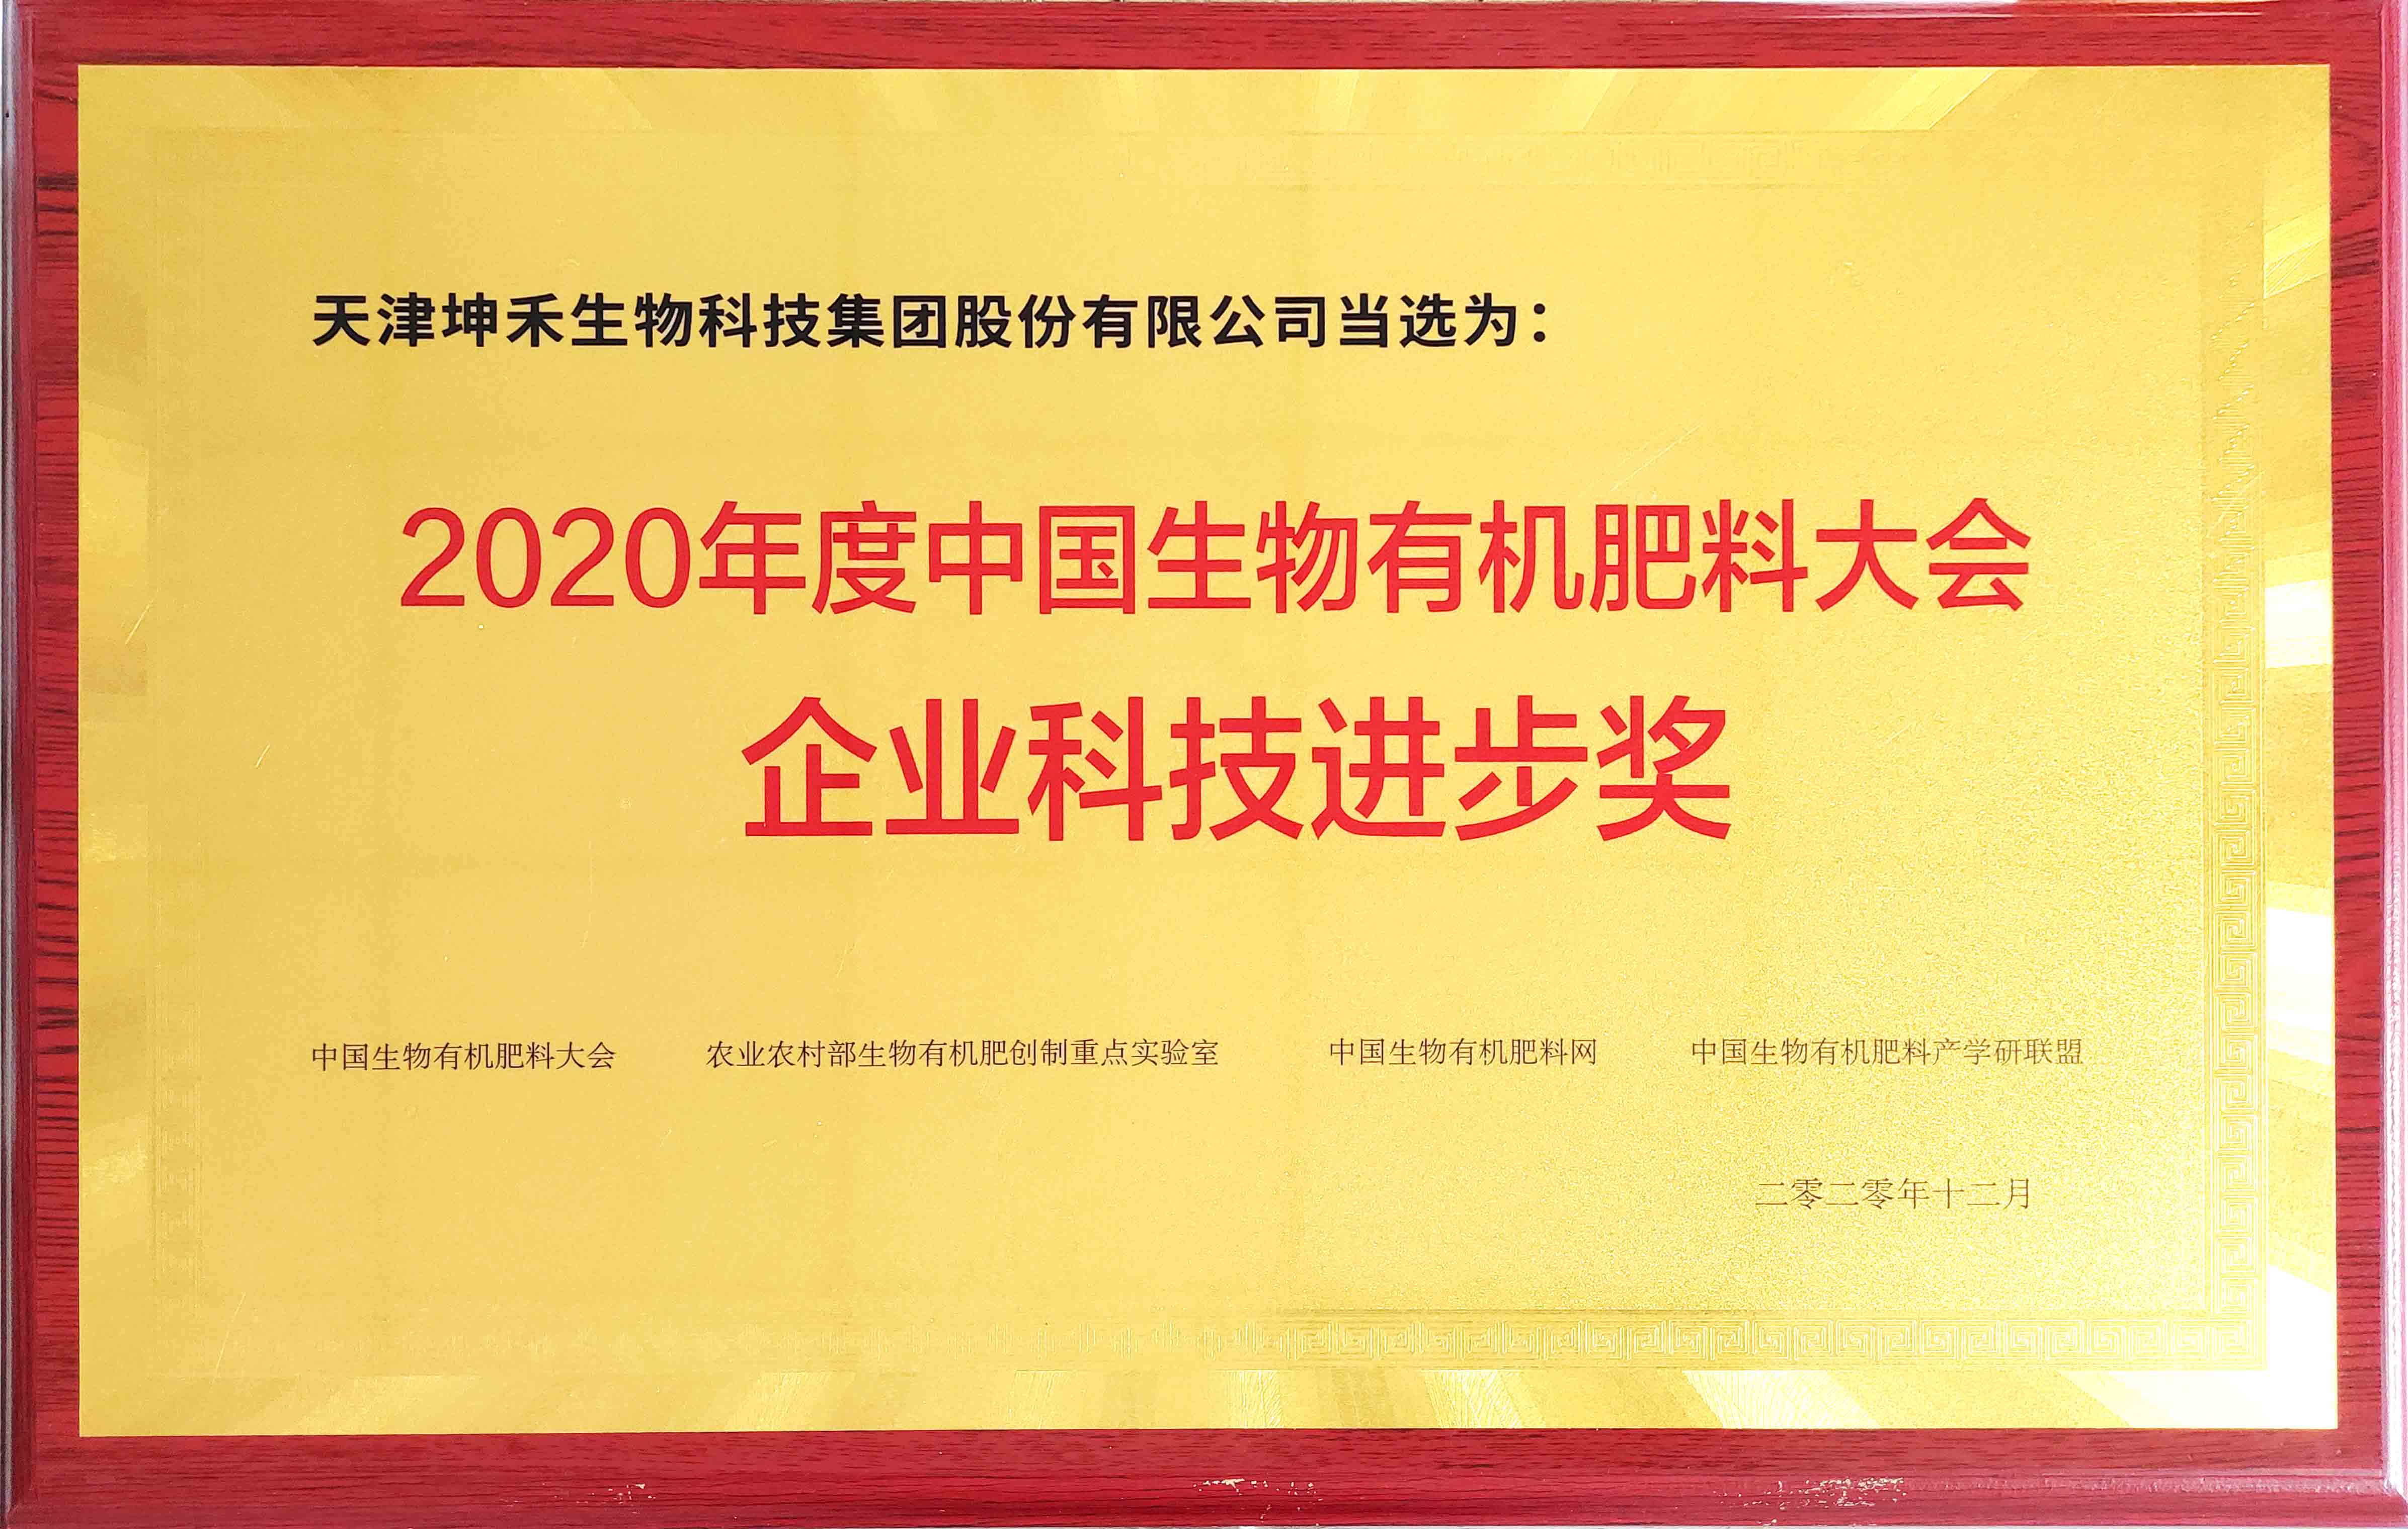 天津坤禾生物科技集团股份有限公司当选为：
2020年度中国生物有机肥料大会
企业科技进步奖
中国生物有机肥料大会 农业农村部生物有机肥创制重点实验室 中国生物有机肥料网 中国生物有机肥料产学研联盟
二零二零年十二月